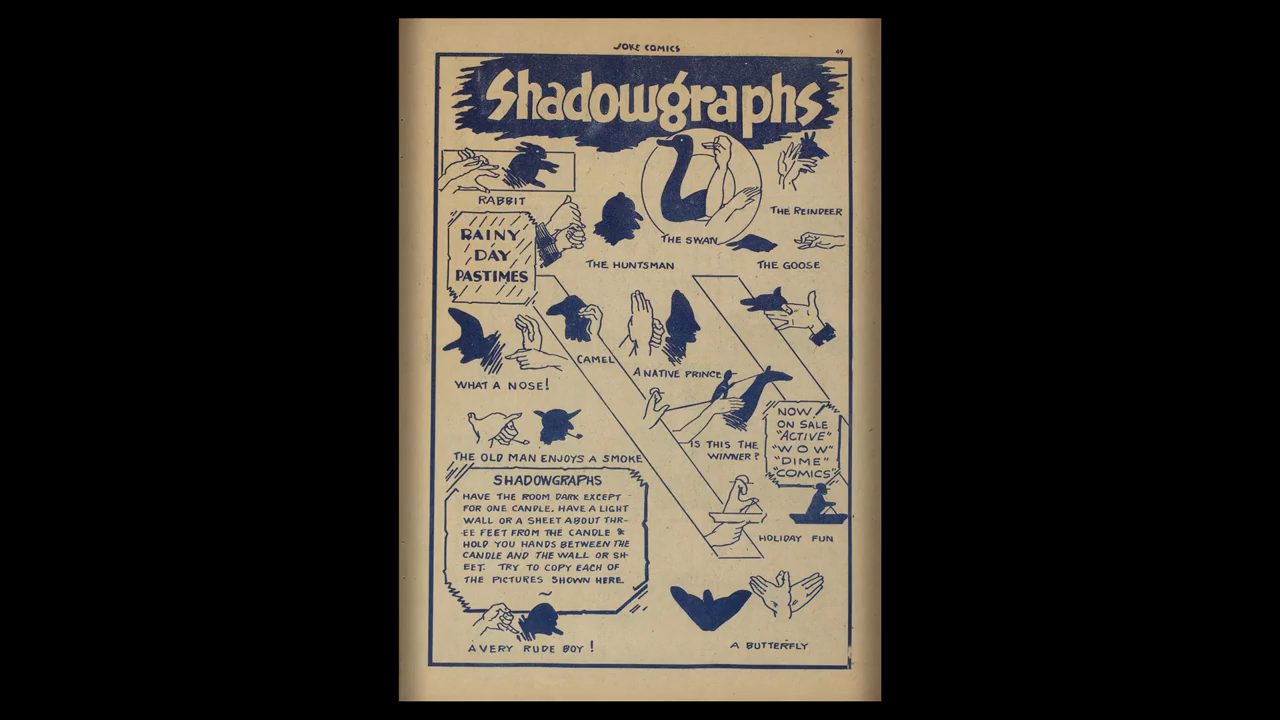 JOKE COMICS
49
Shadowgraphs
RABBIT
THE SWAN
THE REINDEER
RAINY
DAY
PASTIMES
THE HUNTSMAN
THE GOOSE
CAMEL
A NATIVE PRINCE
WHAT A NOSE!
NOW!
ON SALE
"ACTIVE"
"WOW"
"DIME"
"COMICS"
IS THIS THE
WINNER?
THE OLD MAN ENJOYS A SMOKE
SHADOWGRAPHS
HAVE THE ROOM DARK EXCEPT
FOR ONE CANDLE. HAVE A LIGHT
WALL OR A SHEET ABOUT THR-
EE FEET FROM THE CANDLE &
HOLD YOU HANDS BETWEEN THE
CANDLE AND THE WALL OR SH-
EET. TRY TO COPY EACH OF
THE PICTURES SHOWN HERE.
HOLIDAY FUN
A VERY RUDE BOY!
A BUTTERFLY